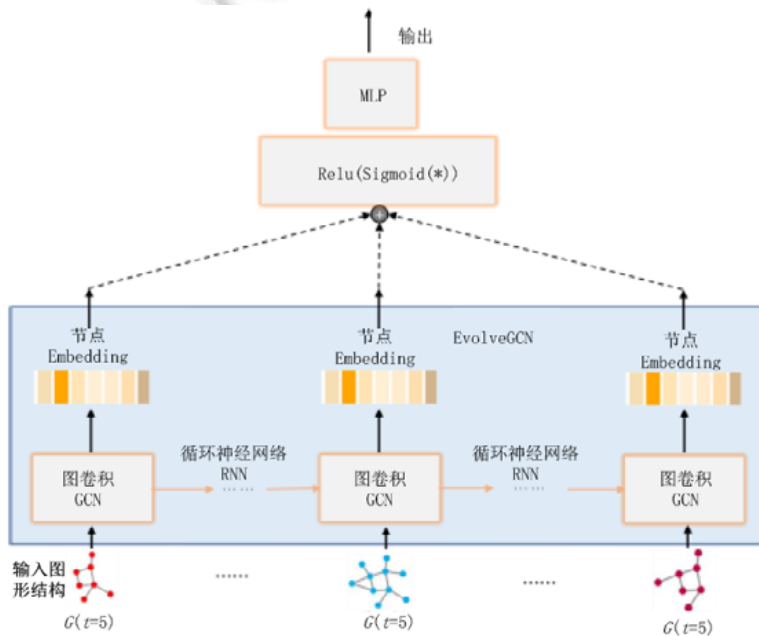 输出
MLP
Relu(Sigmoid(*))
节点
Embedding
节点
Embedding
EvolveGCN
节点
Embedding
图卷积
GCN
循环神经网络
RNN
……
图卷积
GCN
循环神经网络
RNN
……
图卷积
GCN
输入图
形结构
……
……
G(t=5)
G(t=5)
G(t=5)